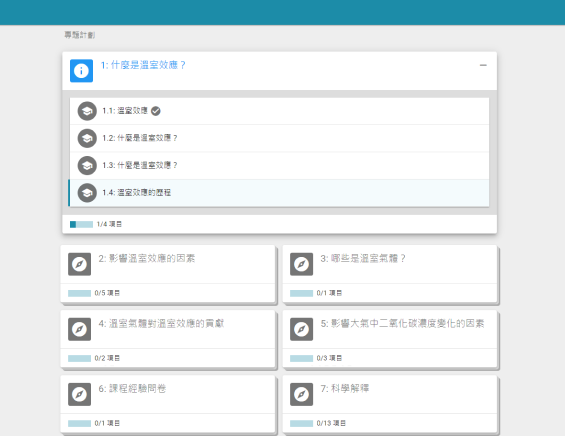 專題計劃
1: 什麼是溫室效應？
1.1: 溫室效應
1.2: 什麼是溫室效應？
1.3: 什麼是溫室效應？
1.4: 溫室效應的歷程
1/4 項目
2: 影響溫室效應的因素
0/5 項目
3: 哪些是溫室氣體？
0/1 項目
4: 溫室氣體對溫室效應的貢獻
0/2 項目
5: 影響大氣中二氧化碳濃度變化的因素
0/3 項目
6: 課程經驗問卷
0/1 項目
7: 科學解釋
0/13 項目